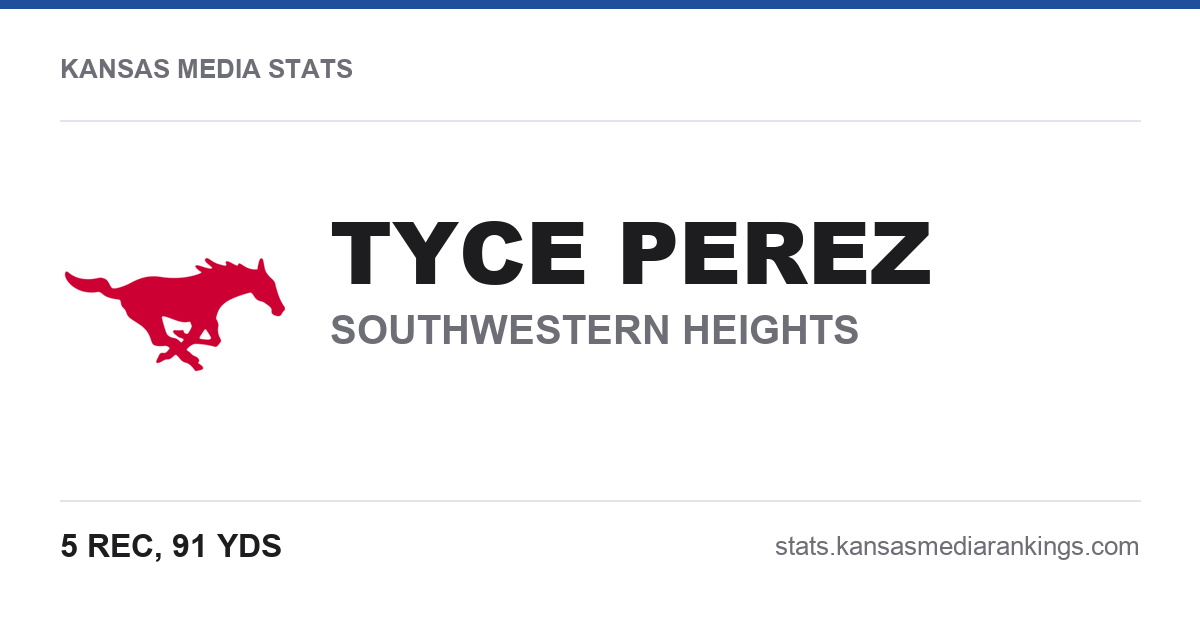 KANSAS MEDIA STATS
TYCE PEREZ
SOUTHWESTERN HEIGHTS
5 REC, 91 YDS
stats.kansasmediarankings.com